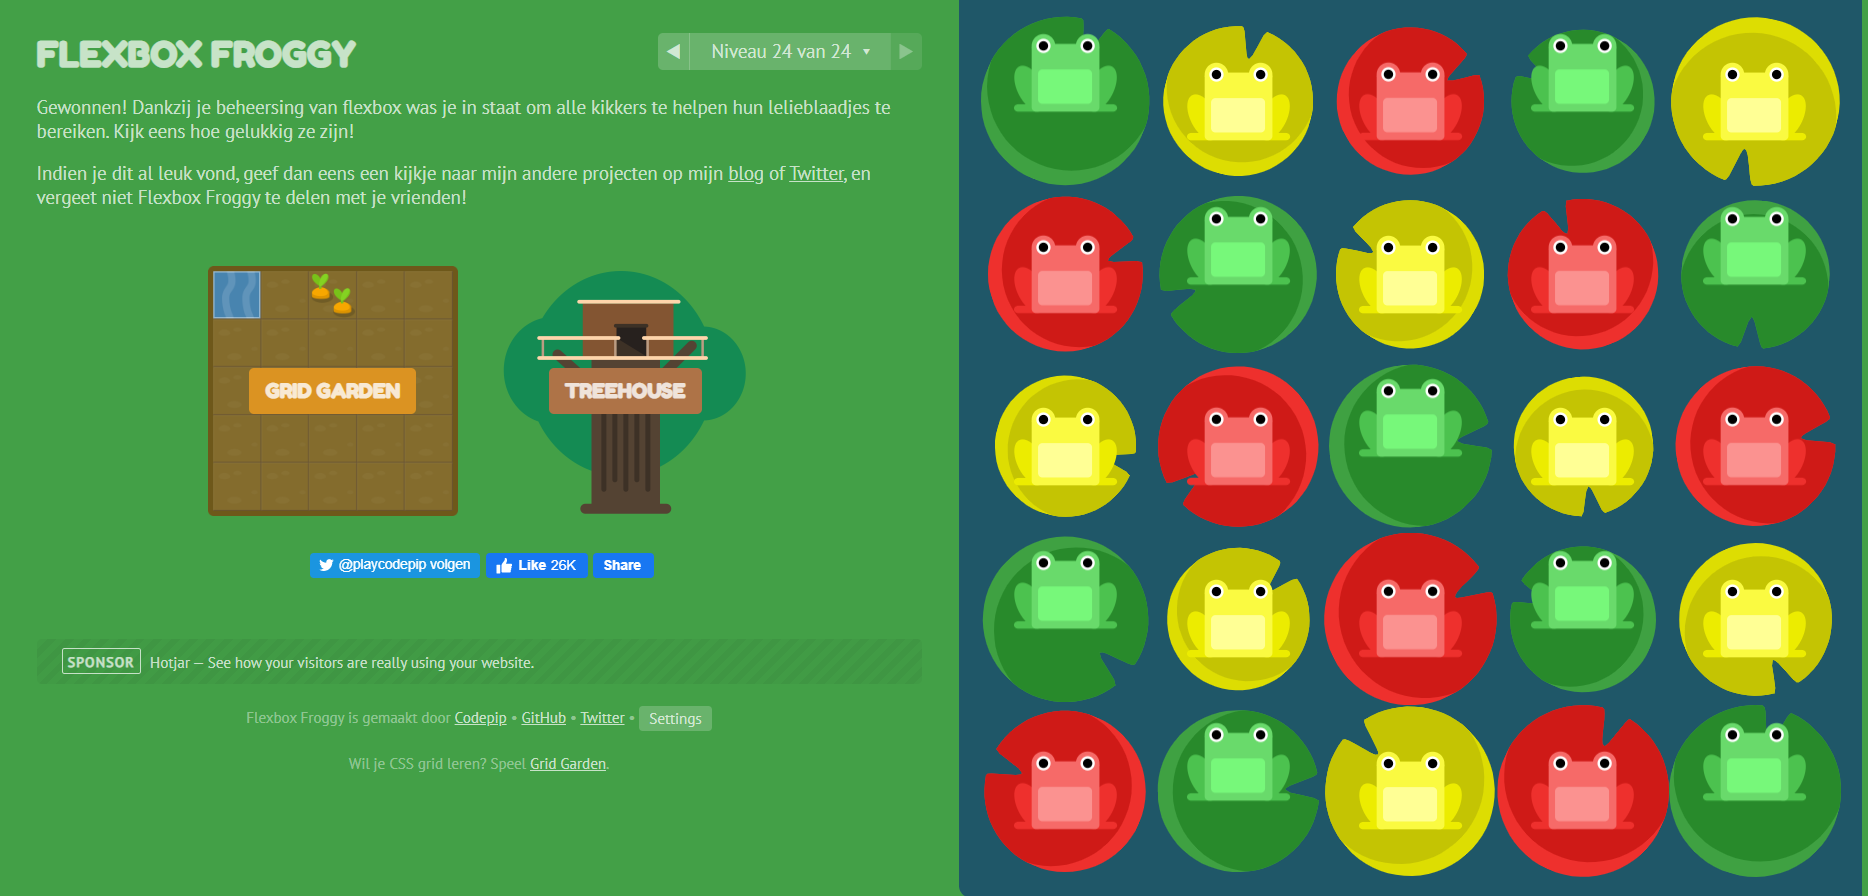 FLEXBOX FROGGY
Niveau 24 van 24
Gewonnen! Dankzij je beheersing van flexbox was je in staat om alle kikkers te helpen hun lelieblaadjes te
bereiken. Kijk eens hoe gelukkig ze zijn!
Indien je dit al leuk vond, geef dan eens een kijkje naar mijn andere projecten op mijn blog of Twitter, en
vergeet niet Flexbox Froggy te delen met je vrienden!
GRID GARDEN
TREEHOUSE
@playcodepip volgen
Like 26K
Share
SPONSOR Hotjar — See how your visitors are really using your website.
Flexbox Froggy is gemaakt door Codepip • GitHub • Twitter • Settings
Wil je CSS grid leren? Speel Grid Garden.